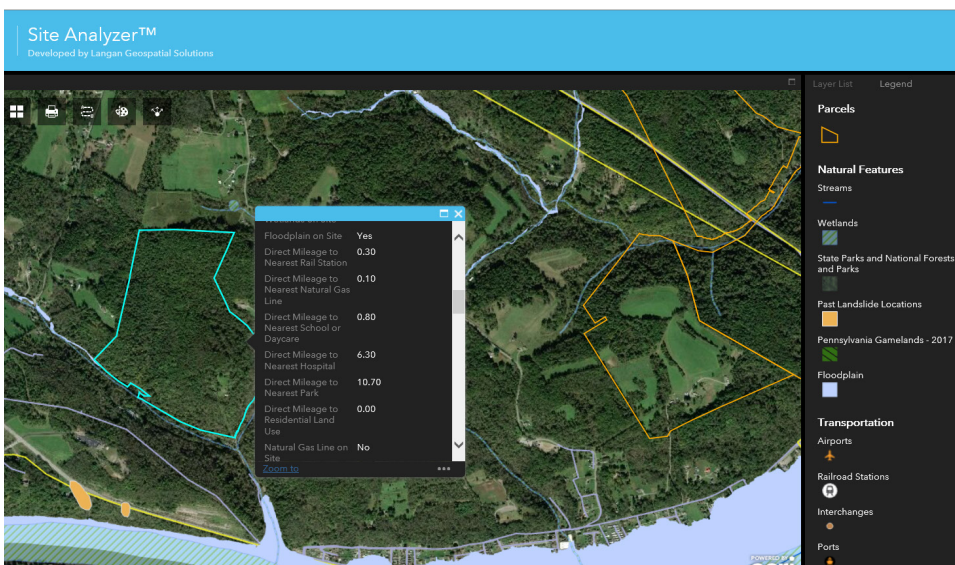 Site Analyzer™
Developed by Langan Geospatial Solutions
Layer List Legend
Parcels
Natural Features
Streams
Wetlands
State Parks and National Forests
and Parks
Past Landslide Locations
Pennsylvania Gamelands - 2017
Floodplain
Transportation
Airports
Railroad Stations
Interchanges
Ports
Floodplain on Site Yes
Direct Mileage to 0.30
Nearest Rail Station
Direct Mileage to 0.10
Nearest Natural Gas
Line
Direct Mileage to 0.80
Nearest School or
Daycare
Direct Mileage to 6.30
Nearest Hospital
Direct Mileage to 10.70
Nearest Park
Direct Mileage to 0.00
Residential Land
Use
Natural Gas Line on No
Site
Zoom to
POWERED BY